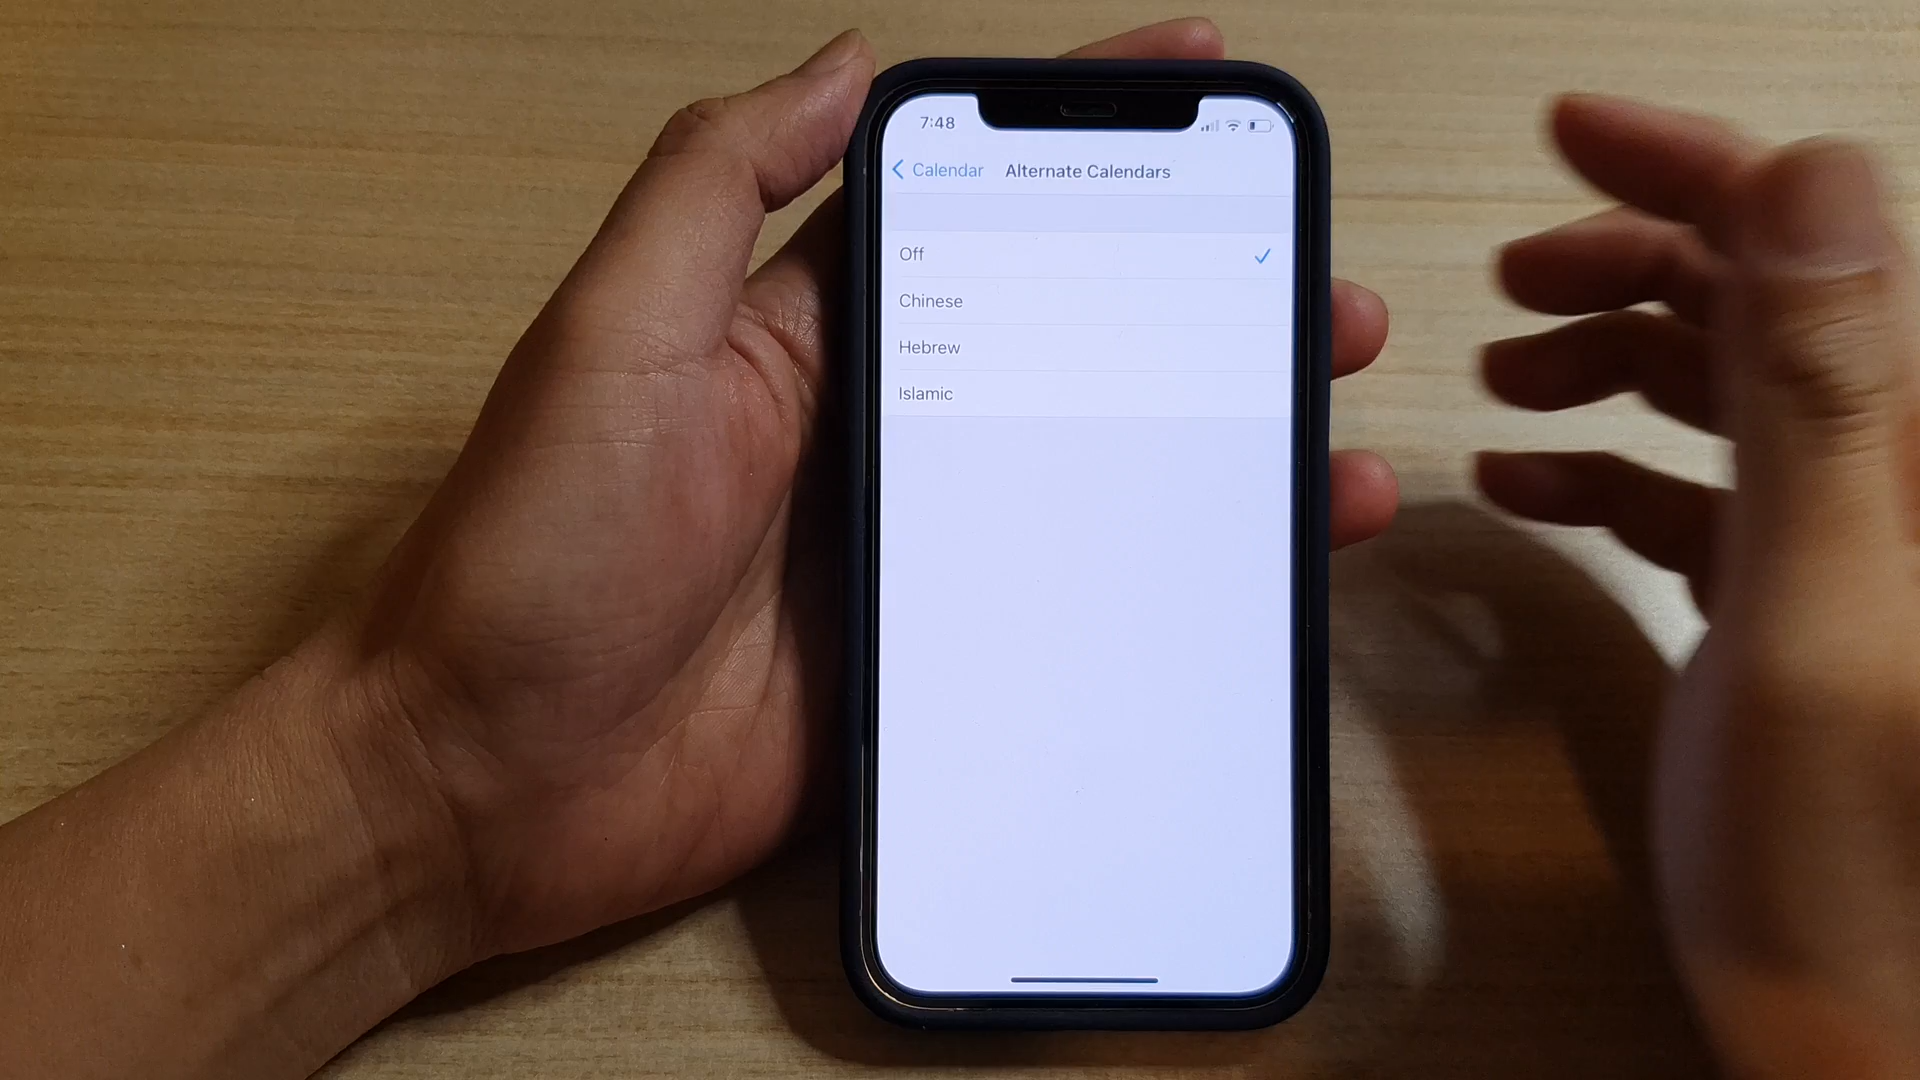 7:48
Calendar Alternate Calendars
Off
Chinese
Hebrew
Islamic